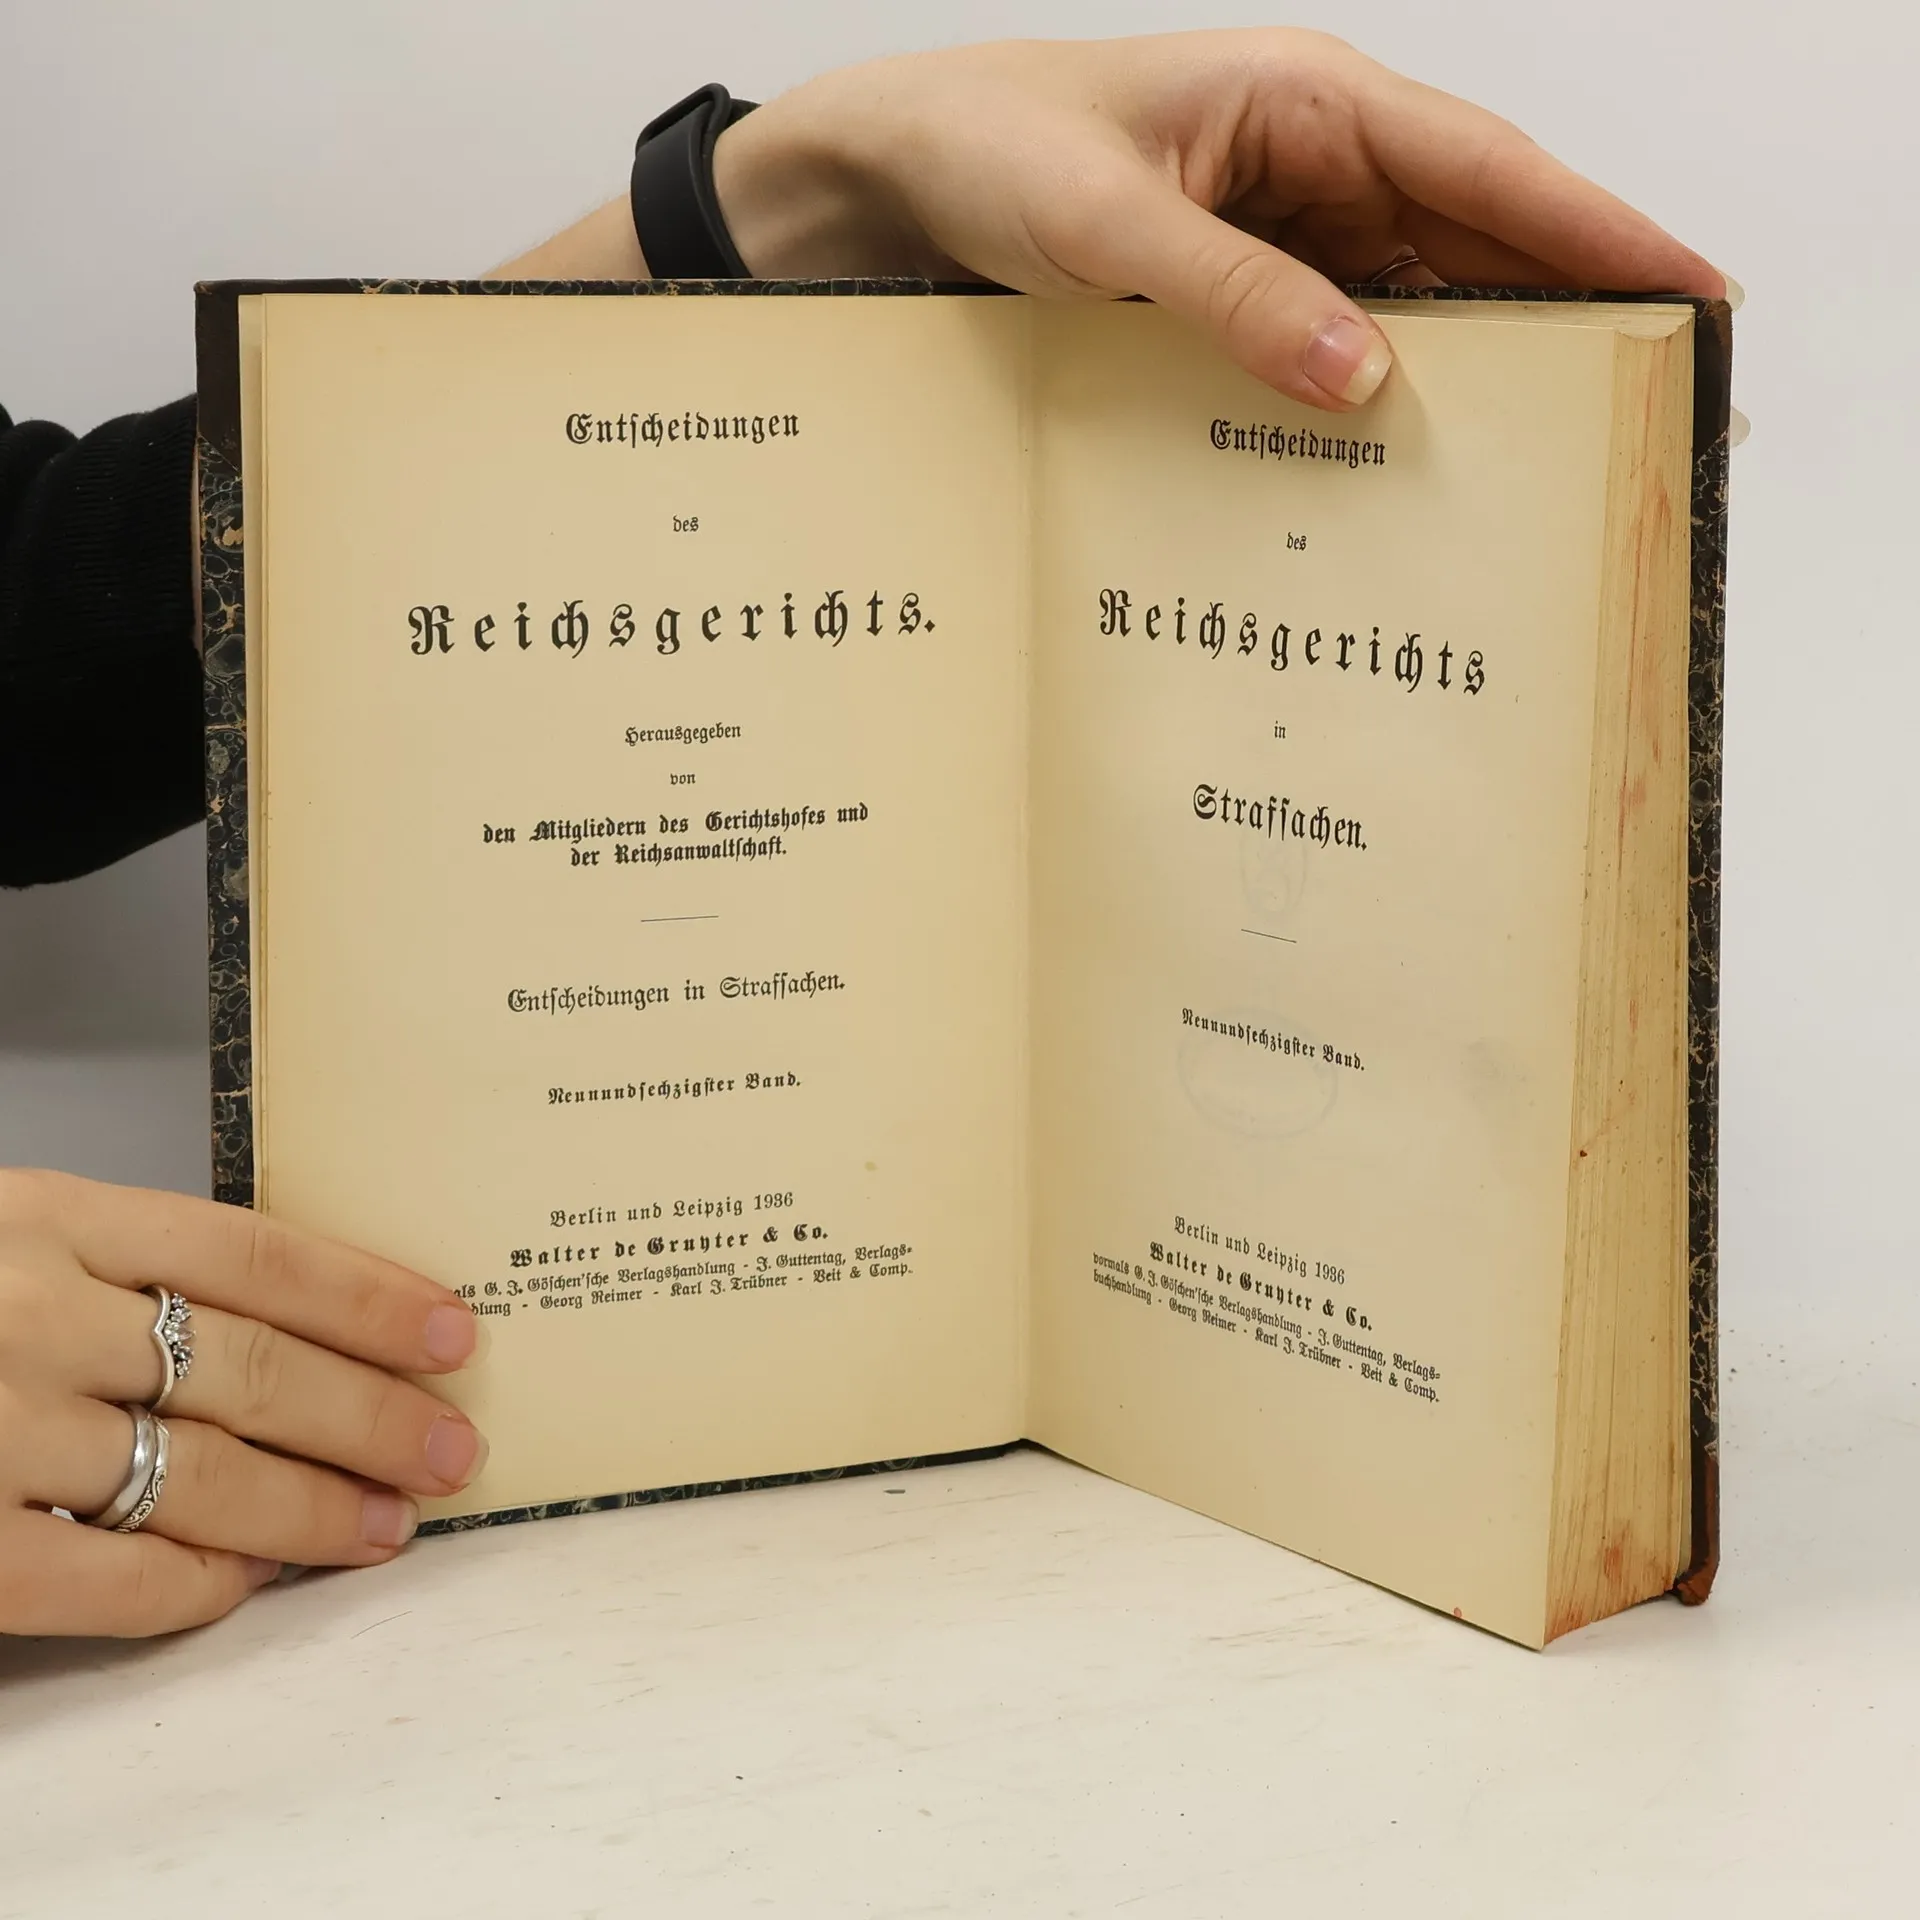 Entscheidungen
des
Reichsgerichts.
Herausgegeben
von
den Mitgliedern des Gerichtshofes und
der Reichsanwaltschaft.
Entscheidungen in Strafsachen.
Neunundsechzigster Band.
Berlin und Leipzig 1936
Walter de Gruyter & Co.
G. J. Göschen'sche Verlagshandlung - J. Guttentag, Verlags-
Georg Reimer - Karl J. Trübner - Veit & Comp.
Entscheidungen
des
Reichsgerichts
in
Strafsachen.
Neunundsechzigster Band.
Berlin und Leipzig 1936
Walter de Gruyter & Co.
vormals G. J. Göschen'sche Verlagshandlung - J. Guttentag, Verlags-
buchhandlung - Georg Reimer - Karl J. Trübner - Veit & Comp.